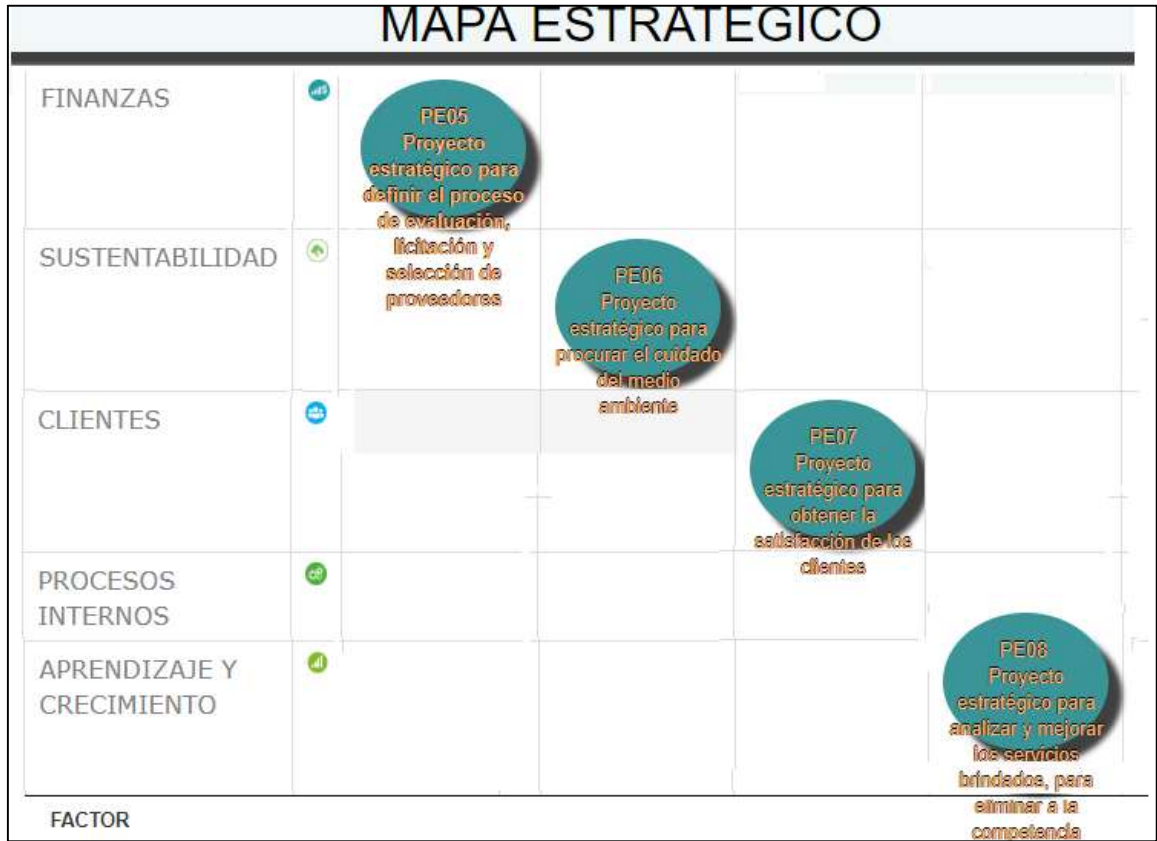 MAPA ESTRATEGICO
FINANZAS
PE05
Proyecto
estratégico para
definir el proceso
de evaluación,
licitación y
selección de
proveedores
SUSTENTABILIDAD
PE06
Proyecto
estratégico para
procurar el cuidado
del medio
ambiente
CLIENTES
PE07
Proyecto
estratégico para
obtener la
satisfacción de los
clientes
PROCESOS
INTERNOS
APRENDIZAJE Y
CRECIMIENTO
PE08
Proyecto
estratégico para
analizar y mejorar
los servicios
brindados, para
eliminar a la
competencia
FACTOR